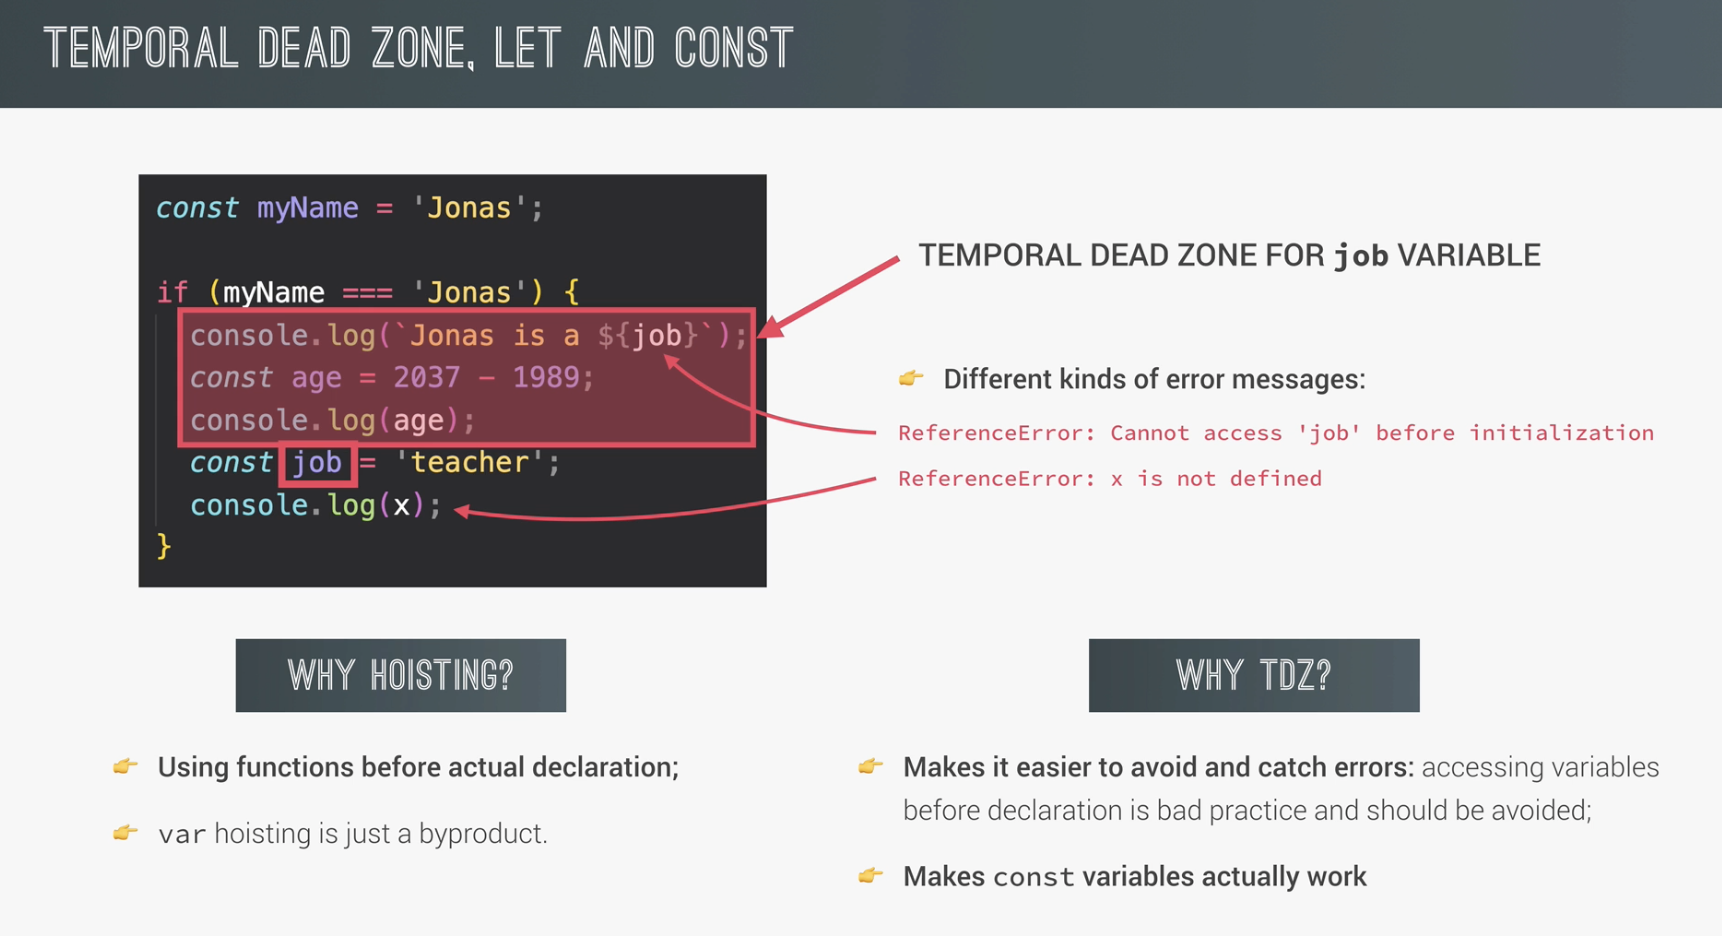 TEMPORAL DEAD ZONE, LET AND CONST
const myName = 'Jonas';
if (myName === 'Jonas') {
console.log(`Jonas is a ${job}`);
const age = 2037 - 1989;
console.log(age);
const job = 'teacher';
console.log(x);
}
TEMPORAL DEAD ZONE FOR job VARIABLE
👉 Different kinds of error messages:
ReferenceError: Cannot access 'job' before initialization
ReferenceError: x is not defined
WHY HOISTING?
👉 Using functions before actual declaration;
👉 var hoisting is just a byproduct.
WHY TDZ?
👉 Makes it easier to avoid and catch errors: accessing variables
before declaration is bad practice and should be avoided;
👉 Makes const variables actually work